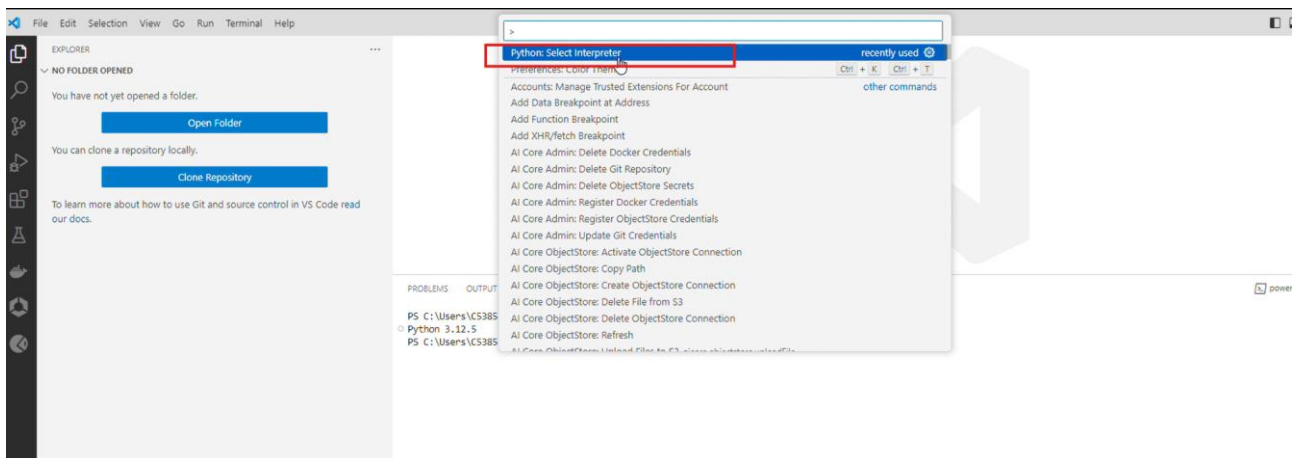 File Edit Selection View Go Run Terminal Help
EXPLORER ...
NO FOLDER OPENED
You have not yet opened a folder.
Open Folder
You can clone a repository locally.
Clone Repository
To learn more about how to use Git and source control in VS Code read
our docs.
>
Python: Select Interpreter recently used
Preferences: Color Theme Ctrl + K Ctrl + T
Accounts: Manage Trusted Extensions For Account other commands
Add Data Breakpoint at Address
Add Function Breakpoint
Add XHR/fetch Breakpoint
AI Core Admin: Delete Docker Credentials
AI Core Admin: Delete Git Repository
AI Core Admin: Delete ObjectStore Secrets
AI Core Admin: Register Docker Credentials
AI Core Admin: Register ObjectStore Credentials
AI Core Admin: Update Git Credentials
AI Core ObjectStore: Activate ObjectStore Connection
AI Core ObjectStore: Copy Path
AI Core ObjectStore: Create ObjectStore Connection
AI Core ObjectStore: Delete File from S3
AI Core ObjectStore: Delete ObjectStore Connection
AI Core ObjectStore: Refresh
AI Core ObjectStore: Upload Files to S3
PROBLEMS OUTPUT
power
PS C:\Users\C5385
Python 3.12.5
PS C:\Users\C5385